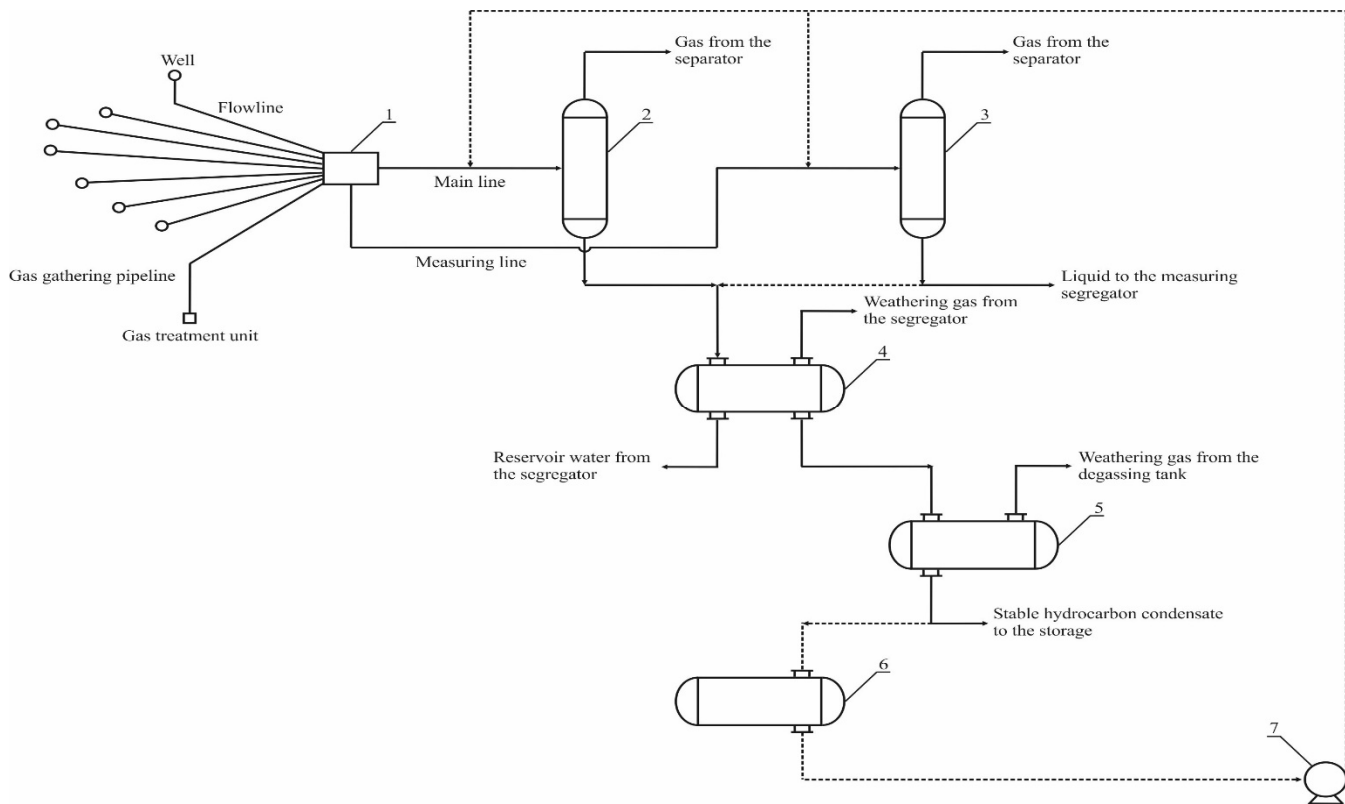 Gas from the
separator
Gas from the
separator
Well
Flowline
1
2
3
Main line
Measuring line
Gas gathering pipeline
Liquid to the measuring
segregator
Weathering gas from
the segregator
Gas treatment unit
4
Reservoir water from
the segregator
Weathering gas from the
degassing tank
5
Stable hydrocarbon condensate
to the storage
6
7